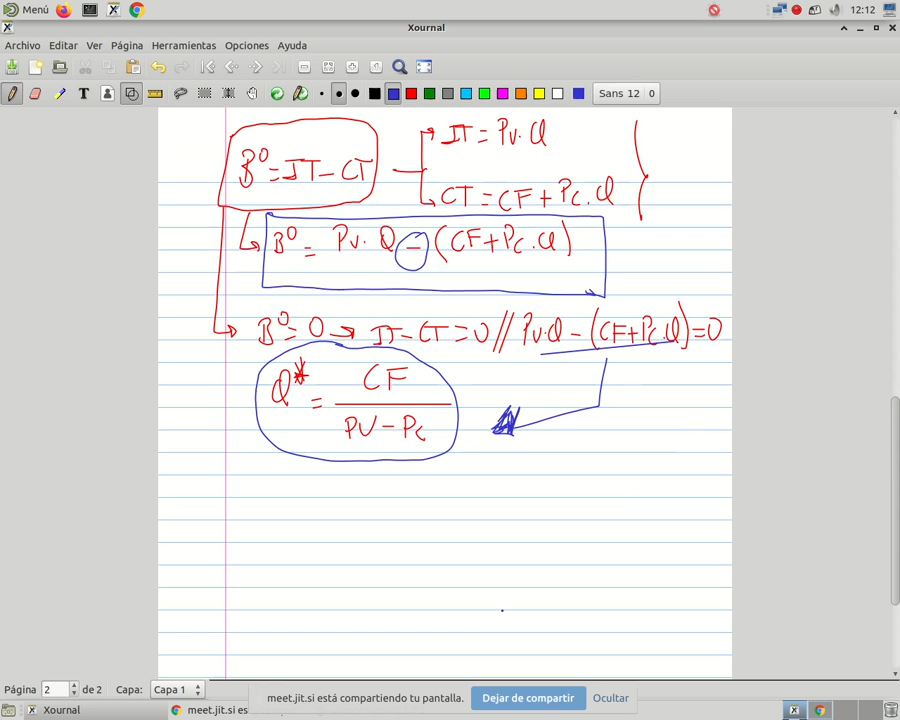 Menú 12:12
Xournal
Archivo Editar Ver Página Herramientas Opciones Ayuda
Sans 12 0
B⁰ = IT - CT
IT = Pv. Q
CT = CF + Pc. Q
B⁰ = Pv. Q - (CF + Pc. Q)
B⁰ = 0 → IT - CT = 0 // Pv.Q - (CF + Pc.Q) = 0
Q* = CF / PV - Pc
Página 2 de 2 Capa: Capa 1
meet.jit.si está compartiendo tu pantalla. Dejar de compartir Ocultar
Xournal meet.jit.si es